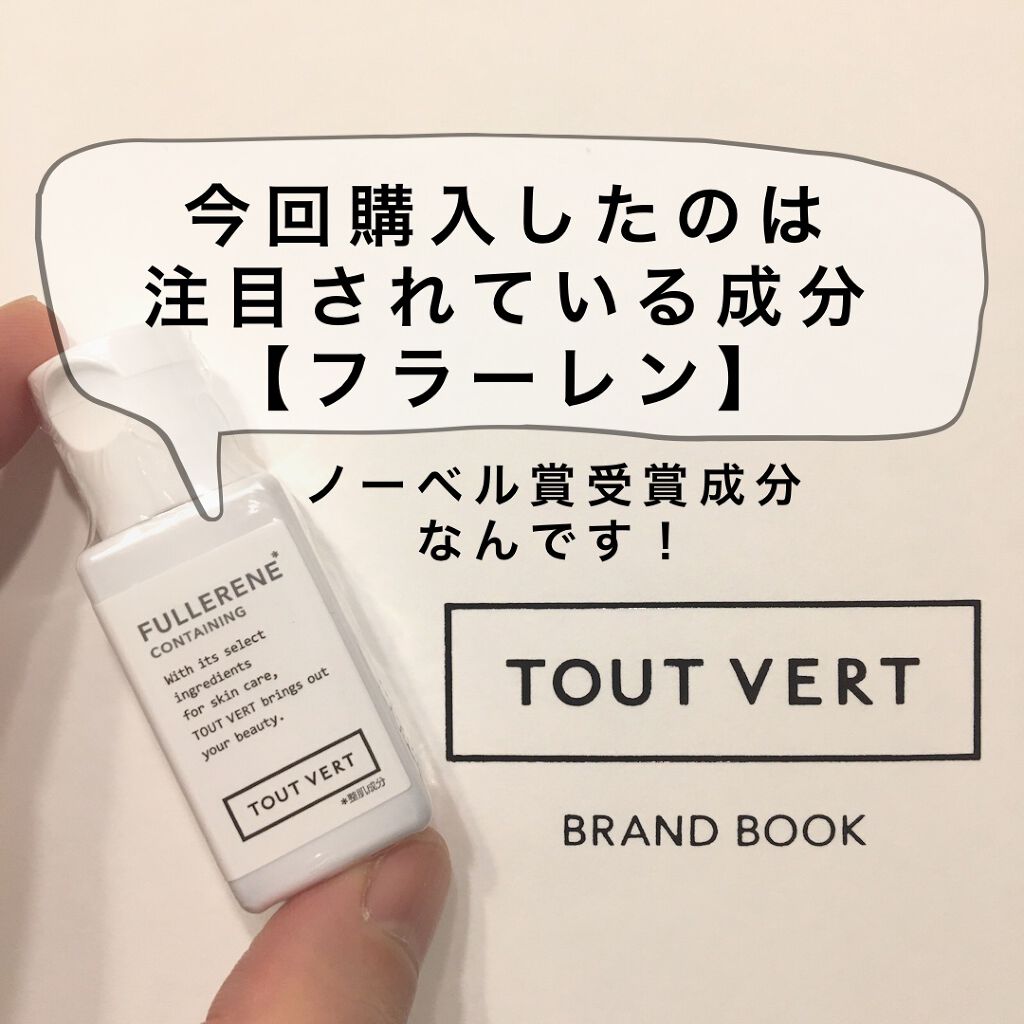 今回購入したのは
注目されている成分
【フラーレン】
ノーベル賞受賞成分
なんです！
FULLERENE*
CONTAINING
With its select
ingredients
for skin care,
TOUT VERT brings out
your beauty.
TOUT VERT
*整肌成分
TOUT VERT
BRAND BOOK